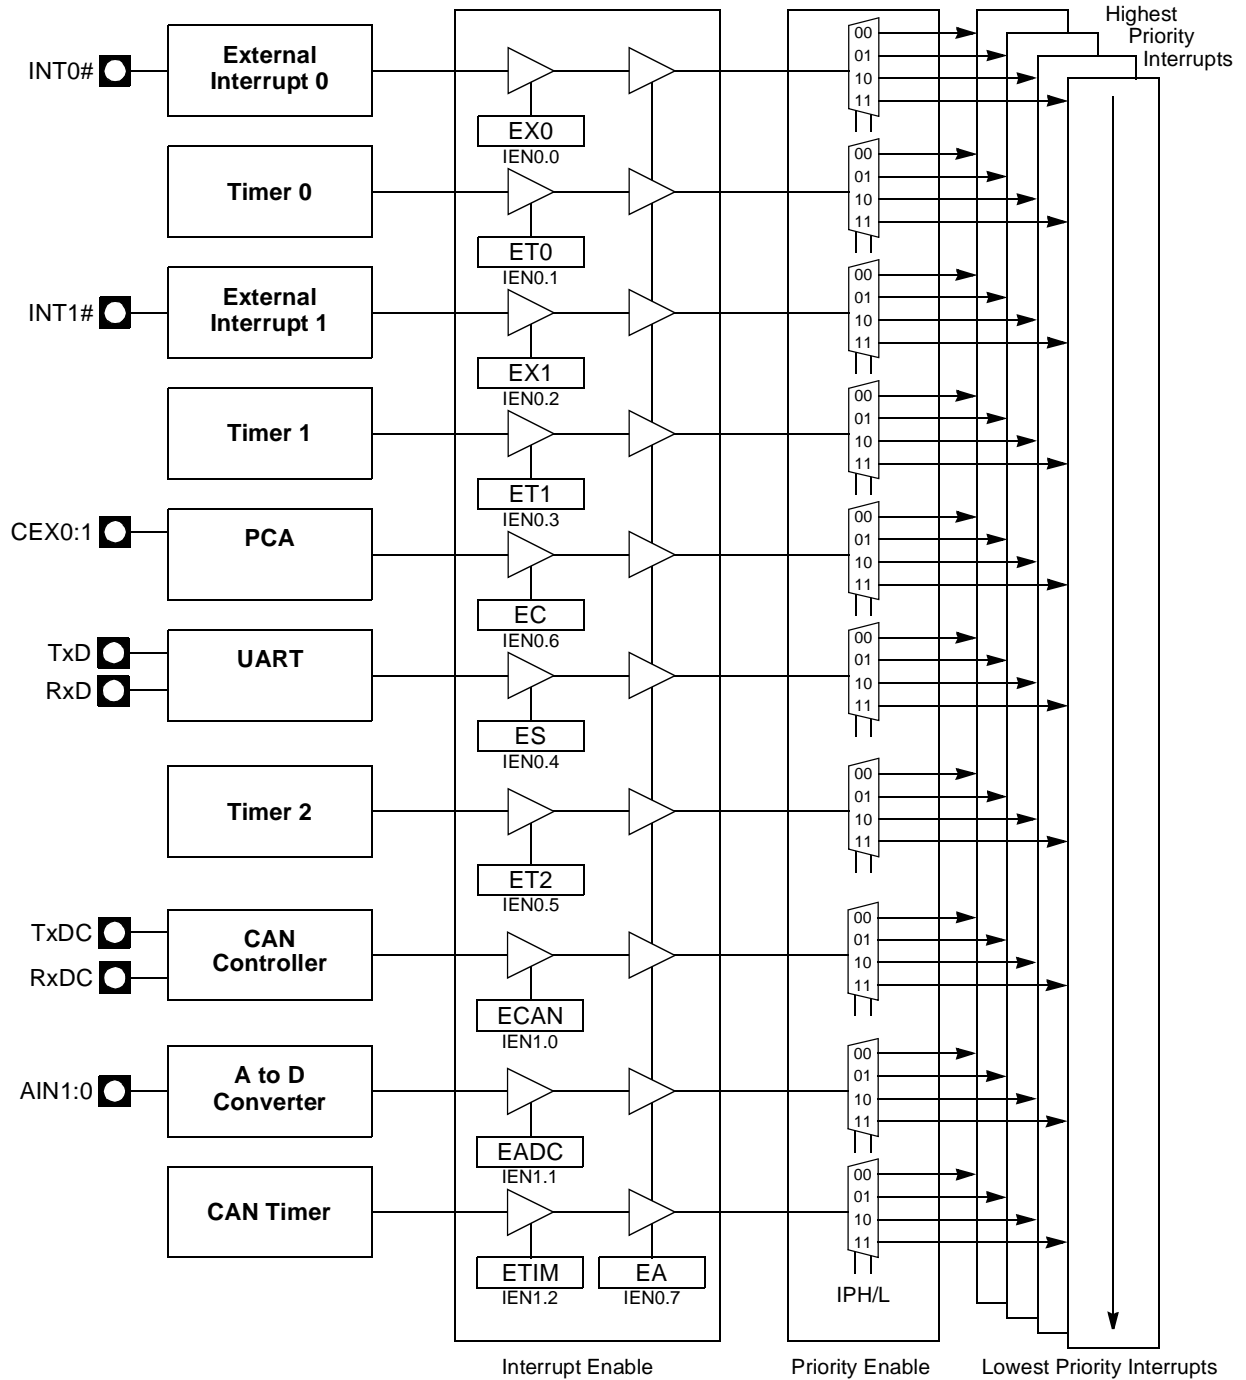 Highest
Priority
Interrupts
INT0#
External
Interrupt 0
EX0
IEN0.0
00
01
10
11
Timer 0
ET0
IEN0.1
00
01
10
11
INT1#
External
Interrupt 1
EX1
IEN0.2
00
01
10
11
Timer 1
ET1
IEN0.3
00
01
10
11
CEX0:1
PCA
EC
IEN0.6
00
01
10
11
TxD
RxD
UART
ES
IEN0.4
00
01
10
11
Timer 2
ET2
IEN0.5
00
01
10
11
TxDC
RxDC
CAN
Controller
ECAN
IEN1.0
00
01
10
11
AIN1:0
A to D
Converter
EADC
IEN1.1
00
01
10
11
CAN Timer
ETIM
IEN1.2
EA
IEN0.7
00
01
10
11
IPH/L
Interrupt Enable
Priority Enable
Lowest Priority Interrupts